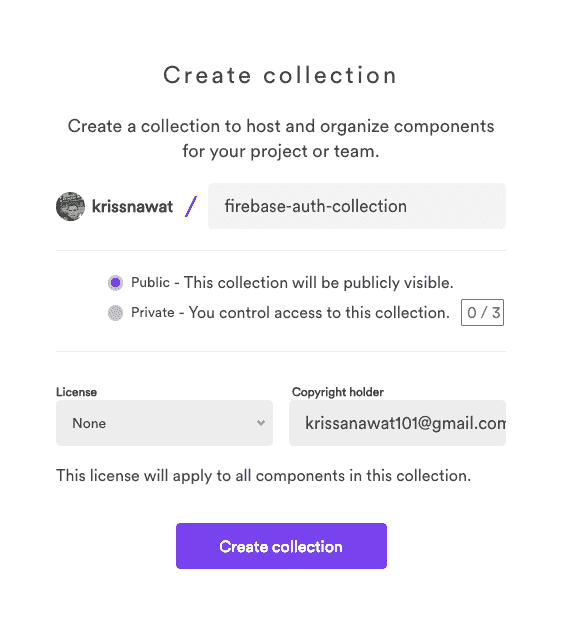 Create collection
Create a collection to host and organize components
for your project or team.
krissnawat / firebase-auth-collection
Public - This collection will be publicly visible.
Private - You control access to this collection. 0 / 3
License Copyright holder
None krissanawat101@gmail.com
This license will apply to all components in this collection.
Create collection